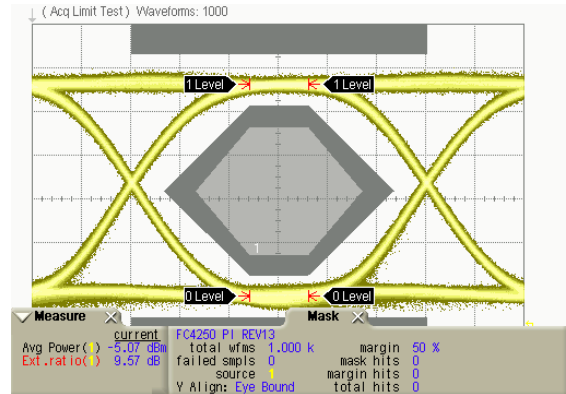 ( Acq Limit Test ) Waveforms: 1000
1 Level 1 Level
1
0 Level 0 Level
Measure
current
Avg Power(1) -5.07 dBm
Ext.ratio(1) 9.57 dB
Mask
FC4250 PI REV13
total wfms 1.000 k margin 50 %
failed smpls 0 mask hits 0
source 1 margin hits 0
Y Align: Eye Bound total hits 0